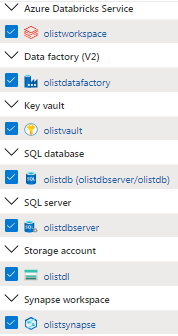 Azure Databricks Service
olistworkspace
Data factory (V2)
olistdatafactory
Key vault
olistvault
SQL database
olistdb (olistdbserver/olistdb)
SQL server
olistdbserver
Storage account
olistdl
Synapse workspace
olistsynapse